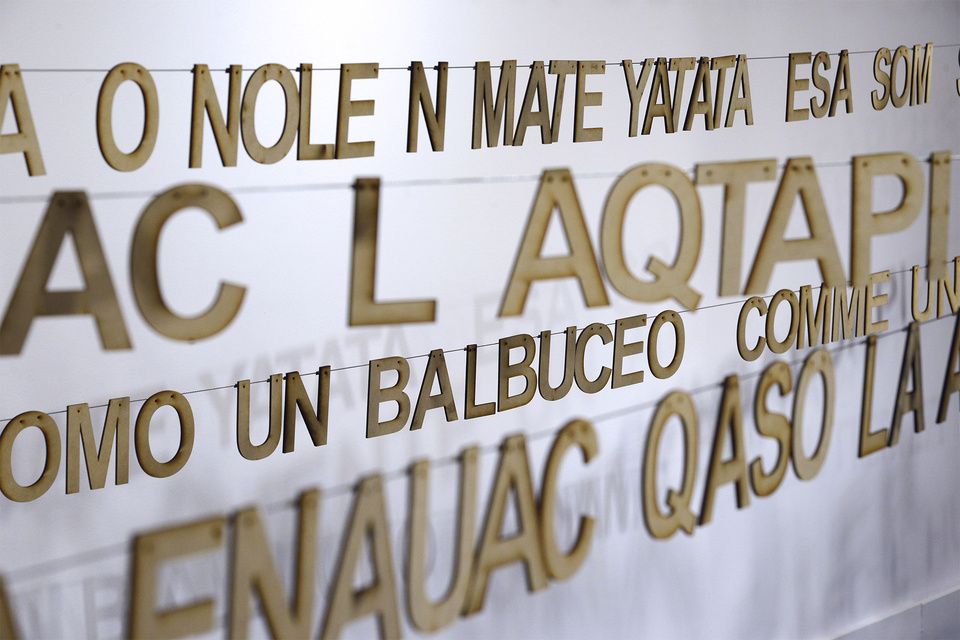 A O NOLE N MATE YATATA ESA SOM
AC L AQTAPI
OMO UN BALBUCEO COMME UN
ENAUAC QASO LA A